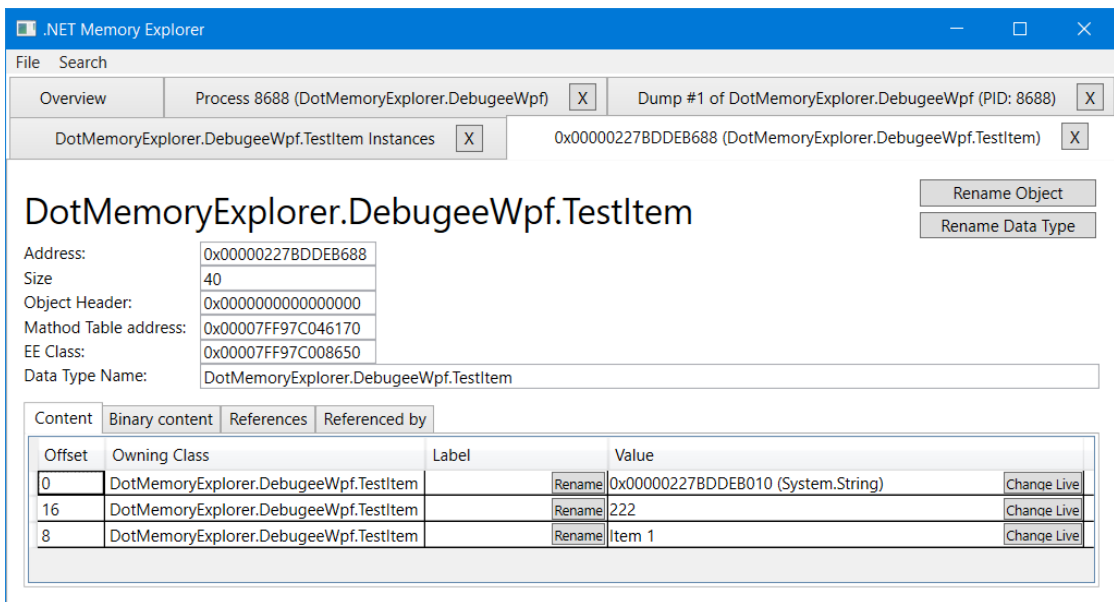 .NET Memory Explorer
File Search
Overview Process 8688 (DotMemoryExplorer.DebugeeWpf) X Dump #1 of DotMemoryExplorer.DebugeeWpf (PID: 8688) X
DotMemoryExplorer.DebugeeWpf.TestItem Instances X 0x00000227BDDEB688 (DotMemoryExplorer.DebugeeWpf.TestItem) X
Rename Object
DotMemoryExplorer.DebugeeWpf.TestItem
Rename Data Type
Address: 0x00000227BDDEB688
Size 40
Object Header: 0x0000000000000000
Mathod Table address: 0x00007FF97C046170
EE Class: 0x00007FF97C008650
Data Type Name: DotMemoryExplorer.DebugeeWpf.TestItem
Content Binary content References Referenced by
Offset Owning Class Label Value
0 DotMemoryExplorer.DebugeeWpf.TestItem Rename 0x00000227BDDEB010 (System.String) Change Live
16 DotMemoryExplorer.DebugeeWpf.TestItem Rename 222 Change Live
8 DotMemoryExplorer.DebugeeWpf.TestItem Rename Item 1 Change Live